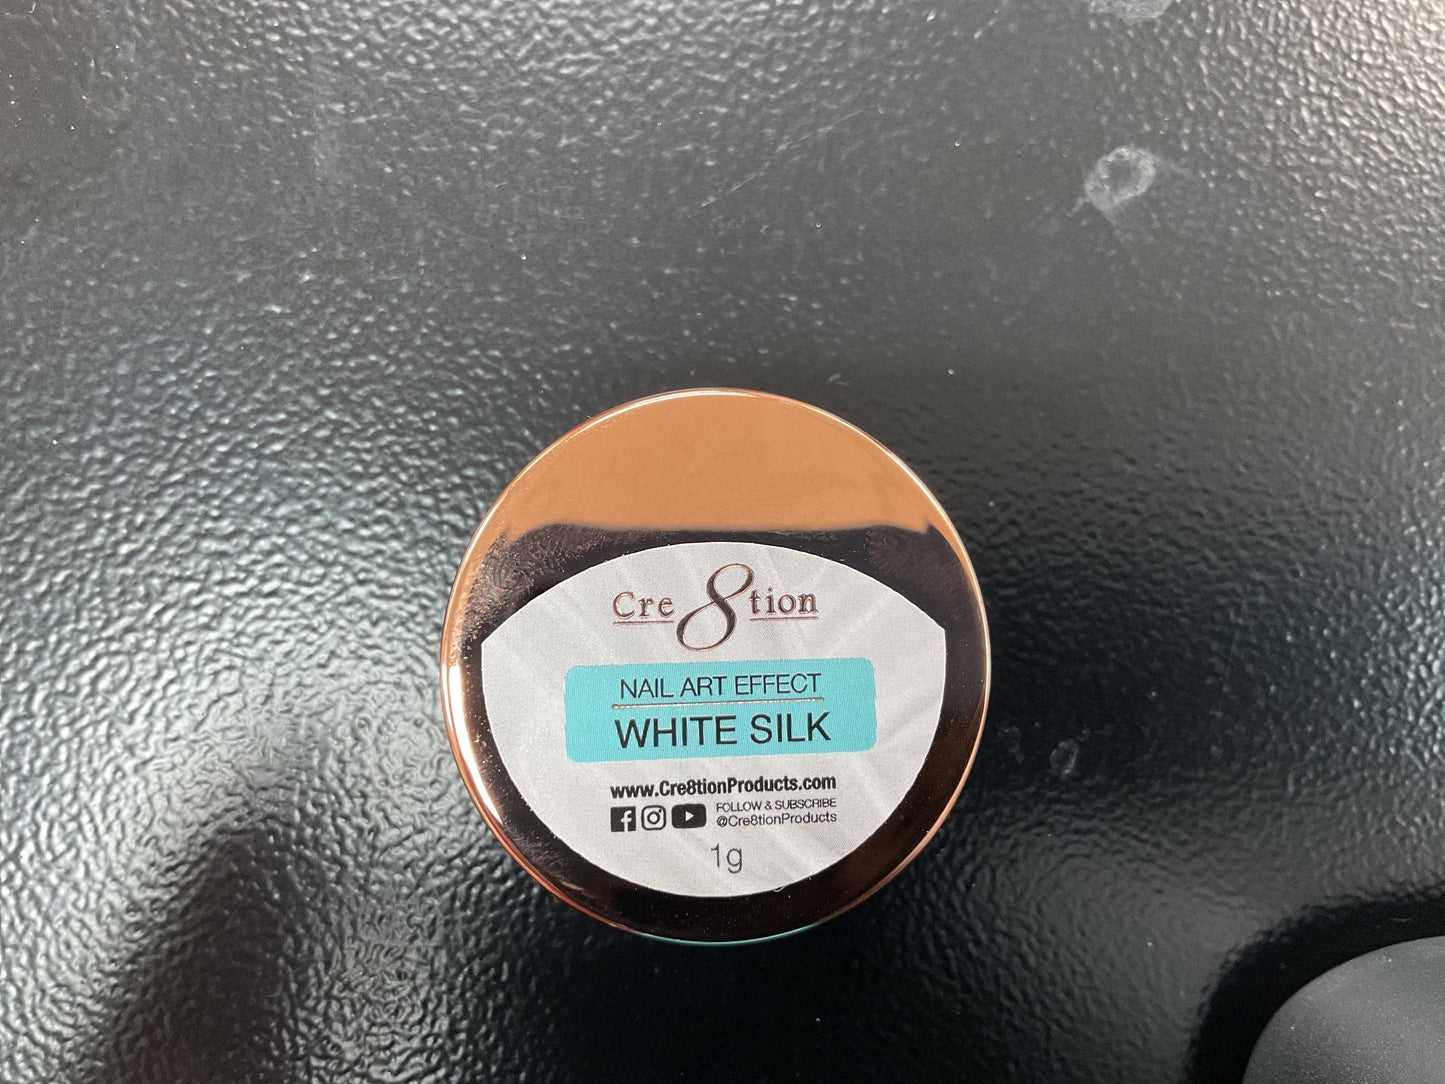 Cre8tion
NAIL ART EFFECT
WHITE SILK
www.Cre8tionProducts.com
FOLLOW & SUBSCRIBE
@Cre8tionProducts
1g